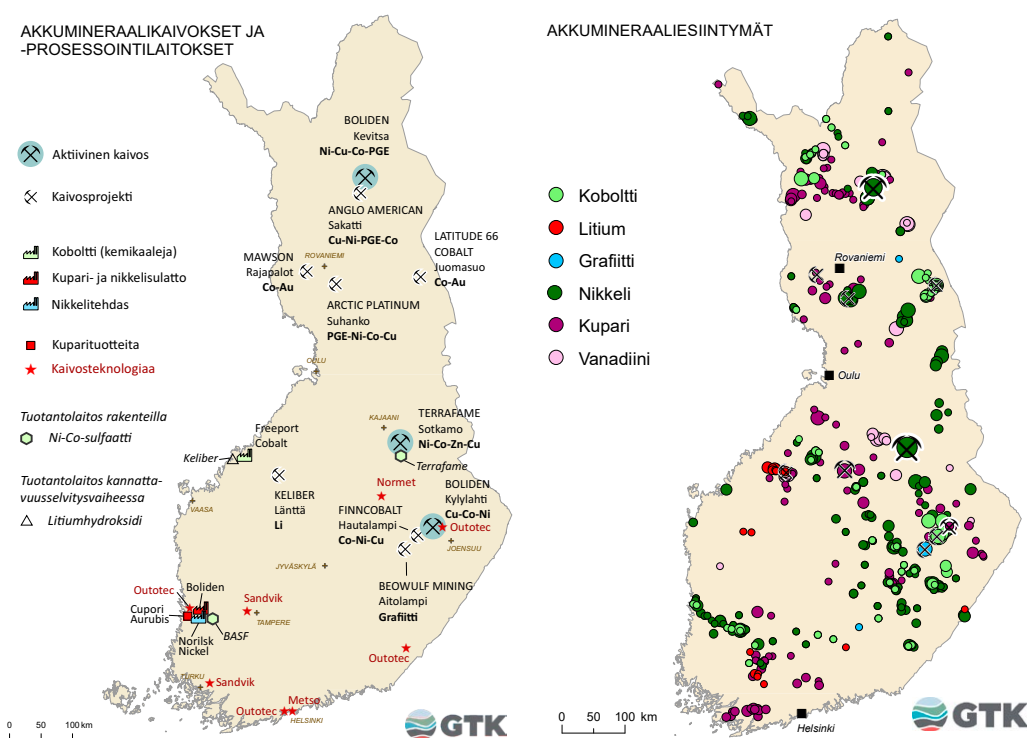 AKKUMINERAALIKAIVOKSET JA
-PROSESSOINTILAITOKSET
Aktiivinen kaivos
Kaivosprojekti
Koboltti (kemikaaleja)
Kupari- ja nikkelisulatto
Nikkelitehdas
Kuparituotteita
Kaivosteknologiaa
Tuotantolaitos rakenteilla
Ni-Co-sulfaatti
Tuotantolaitos kannatta-
vuusselvitysvaiheessa
Litiumhydroksidi
BOLIDEN
Kevitsa
Ni-Cu-Co-PGE
ANGLO AMERICAN
Sakatti
Cu-Ni-PGE-Co
LATITUDE 66
COBALT
Juomasuo
Co-Au
MAWSON
Rajapalot
Co-Au
ROVANIEMI
ARCTIC PLATINUM
Suhanko
PGE-Ni-Co-Cu
OULU
KAJAANI
TERRAFAME
Sotkamo
Ni-Co-Zn-Cu
Terrafame
Freeport
Cobalt
Keliber
KELIBER
Länttä
Li
VAASA
Normet
BOLIDEN
Kylylahti
Cu-Co-Ni
Outotec
JOENSUU
FINNCOBALT
Hautalampi
Co-Ni-Cu
JYVÄSKYLÄ
BEOWULF MINING
Aitolampi
Grafiitti
Outotec
Boliden
Cupori
Aurubis
Norilsk
Nickel
BASF
Sandvik
TAMPERE
Outotec
TURKU
Sandvik
Metso
Outotec
HELSINKI
0 50 100 km
GTK
AKKUMINERAALIESIINTYMÄT
Koboltti
Litium
Grafiitti
Nikkeli
Kupari
Vanadiini
Rovaniemi
Oulu
Helsinki
0 50 100 km
GTK